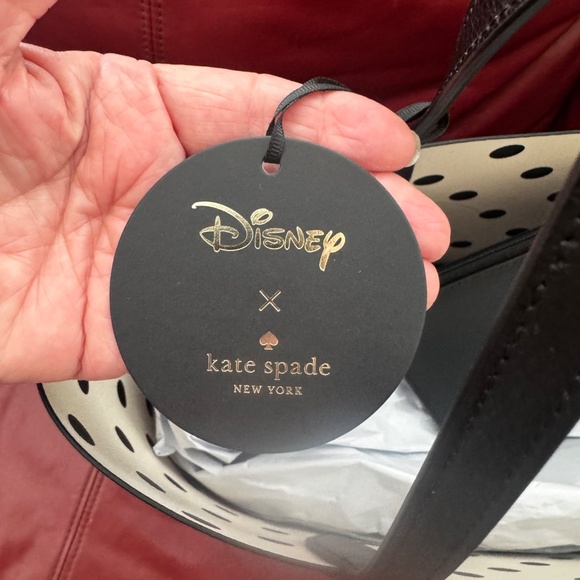 Disney
×
kate spade
NEW YORK